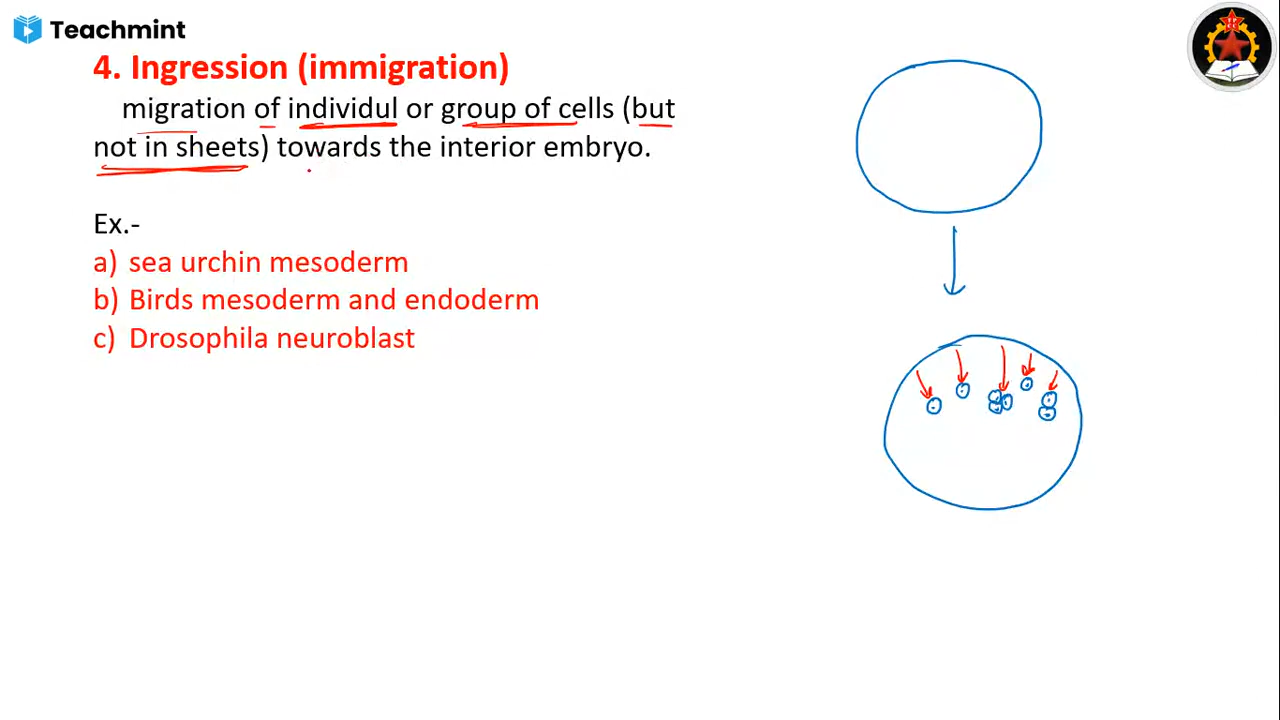 Teachmint
4. Ingression (immigration)
migration of individul or group of cells (but
not in sheets) towards the interior embryo.
Ex.-
a) sea urchin mesoderm
b) Birds mesoderm and endoderm
c) Drosophila neuroblast